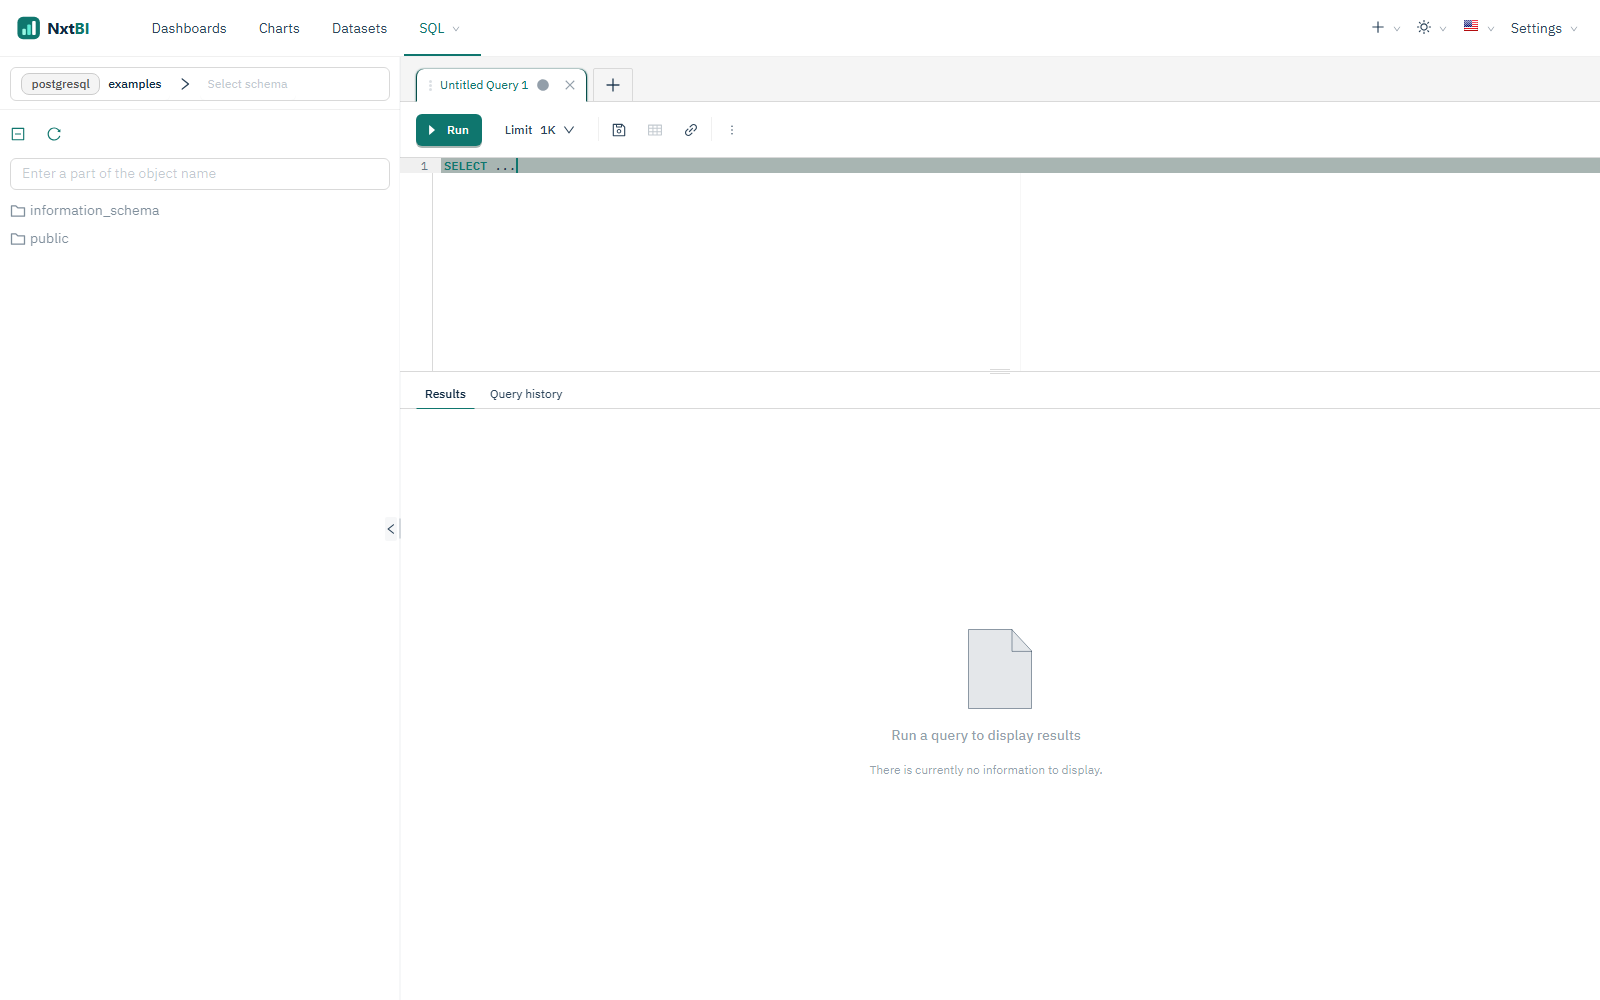 NxtBI
Dashboards
Charts
Datasets
SQL
Settings
postgresql
examples
Select schema
Enter a part of the object name
information_schema
public
Untitled Query 1
Run
Limit 1K
1
SELECT ...
Results
Query history
Run a query to display results
There is currently no information to display.